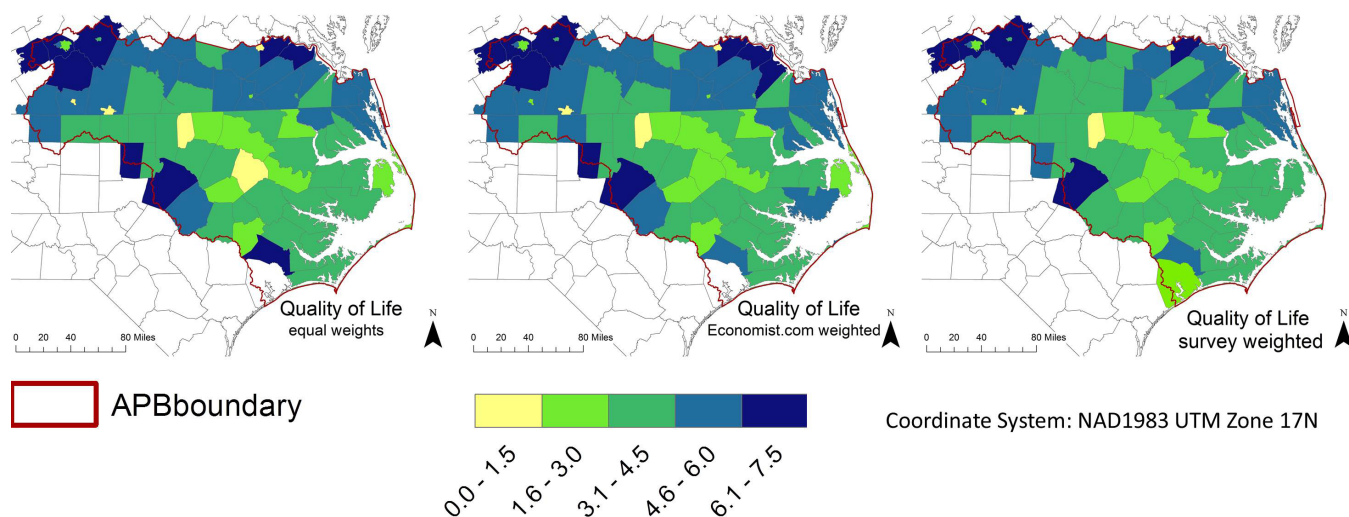 Quality of Life
equal weights
N
0 20 40 80 Miles
Quality of Life
Economist.com weighted
N
0 20 40 80 Miles
Quality of Life
survey weighted
N
0 20 40 80 Miles
APBboundary
0.0 - 1.5
1.6 - 3.0
3.1 - 4.5
4.6 - 6.0
6.1 - 7.5
Coordinate System: NAD1983 UTM Zone 17N